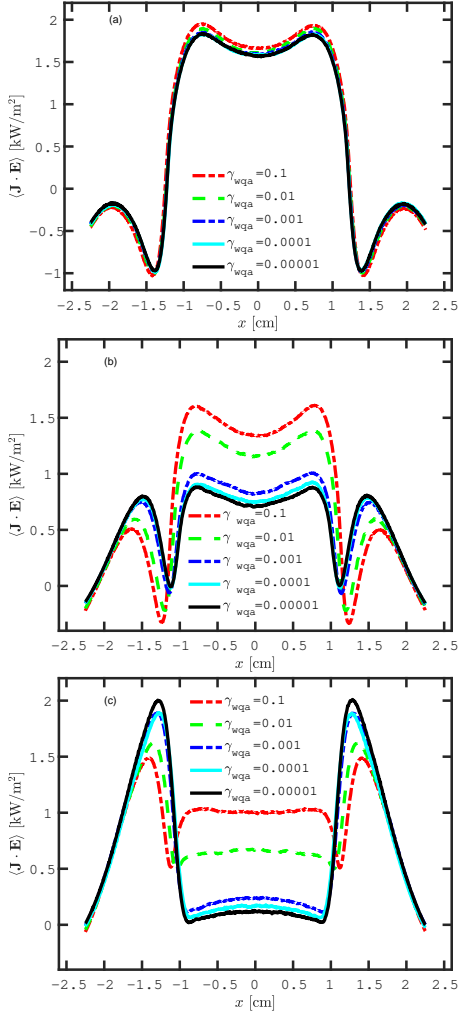 (a)
2
1.5
1
0.5
0
-0.5
-1
⟨J · E⟩ [kW/m²]
γwqa=0.1
γwqa=0.01
γwqa=0.001
γwqa=0.0001
γwqa=0.00001
-2.5 -2 -1.5 -1 -0.5 0 0.5 1 1.5 2 2.5
x [cm]
(b)
2
1.5
1
0.5
0
⟨J · E⟩ [kW/m²]
γwqa=0.1
γwqa=0.01
γwqa=0.001
γwqa=0.0001
γwqa=0.00001
-2.5 -2 -1.5 -1 -0.5 0 0.5 1 1.5 2 2.5
x [cm]
(c)
2
1.5
1
0.5
0
⟨J · E⟩ [kW/m²]
γwqa=0.1
γwqa=0.01
γwqa=0.001
γwqa=0.0001
γwqa=0.00001
-2.5 -2 -1.5 -1 -0.5 0 0.5 1 1.5 2 2.5
x [cm]